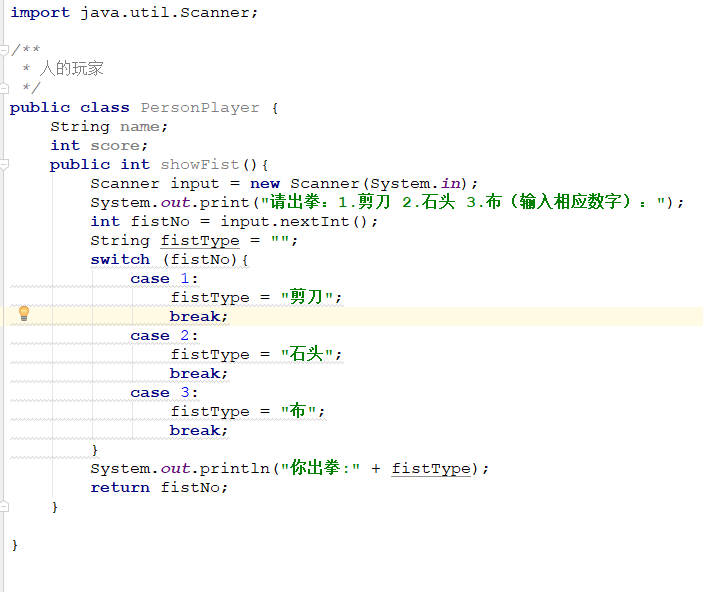 import java.util.Scanner;
/**
 * 人的玩家
 */
public class PersonPlayer {
    String name;
    int score;
    public int showFist(){
        Scanner input = new Scanner(System.in);
        System.out.print("请出拳：1.剪刀 2.石头 3.布（输入相应数字）：");
        int fistNo = input.nextInt();
        String fistType = "";
        switch (fistNo){
            case 1:
                fistType = "剪刀";
                break;
            case 2:
                fistType = "石头";
                break;
            case 3:
                fistType = "布";
                break;
        }
        System.out.println("你出拳:" + fistType);
        return fistNo;
    }
}